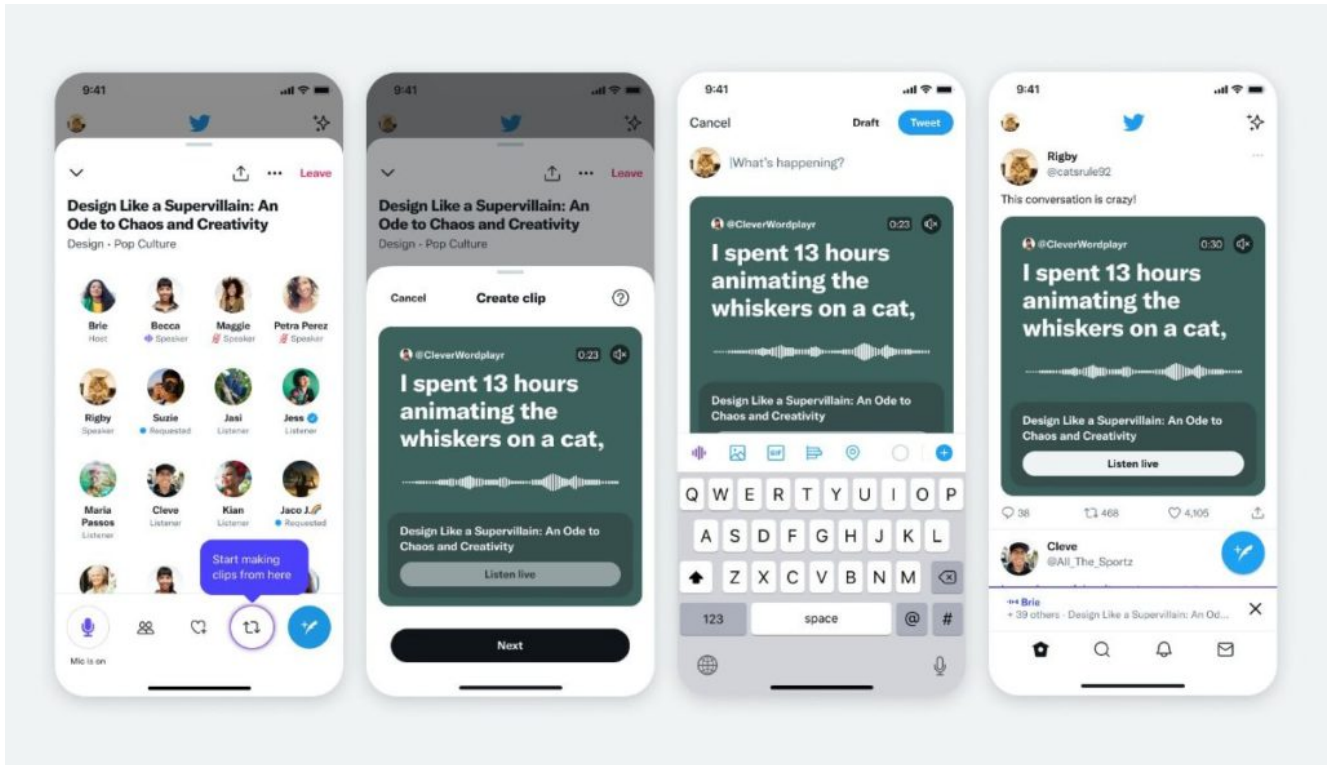 9:41
Leave
Design Like a Supervillain: An
Ode to Chaos and Creativity
Design - Pop Culture
Brie
Host
Becca
Speaker
Maggie
Speaker
Petra Perez
Speaker
Rigby
Speaker
Suzie
Requested
Jasi
Listener
Jess
Listener
Maria
Passos
Listener
Cleve
Listener
Kian
Listener
Jaco J.
Requested
Start making
clips from here
Mic is on
9:41
Leave
Design Like a Supervillain: An
Ode to Chaos and Creativity
Design - Pop Culture
Cancel
Create clip
@CleverWordplayr
0:23
I spent 13 hours
animating the
whiskers on a cat,
Design Like a Supervillain: An Ode to
Chaos and Creativity
Listen live
Next
9:41
Cancel
Draft
Tweet
What's happening?
@CleverWordplayr
0:23
I spent 13 hours
animating the
whiskers on a cat,
Design Like a Supervillain: An Ode to
Chaos and Creativity
GIF
Q W E R T Y U I O P
A S D F G H J K L
Z X C V B N M
123 space @ #
9:41
Rigby
@catsrule92
This conversation is crazy!
@CleverWordplayr
0:30
I spent 13 hours
animating the
whiskers on a cat,
Design Like a Supervillain: An Ode to
Chaos and Creativity
Listen live
38 468 4,105
Cleve
@All_The_Sportz
Brie
+ 39 others · Design Like a Supervillain: An Od...